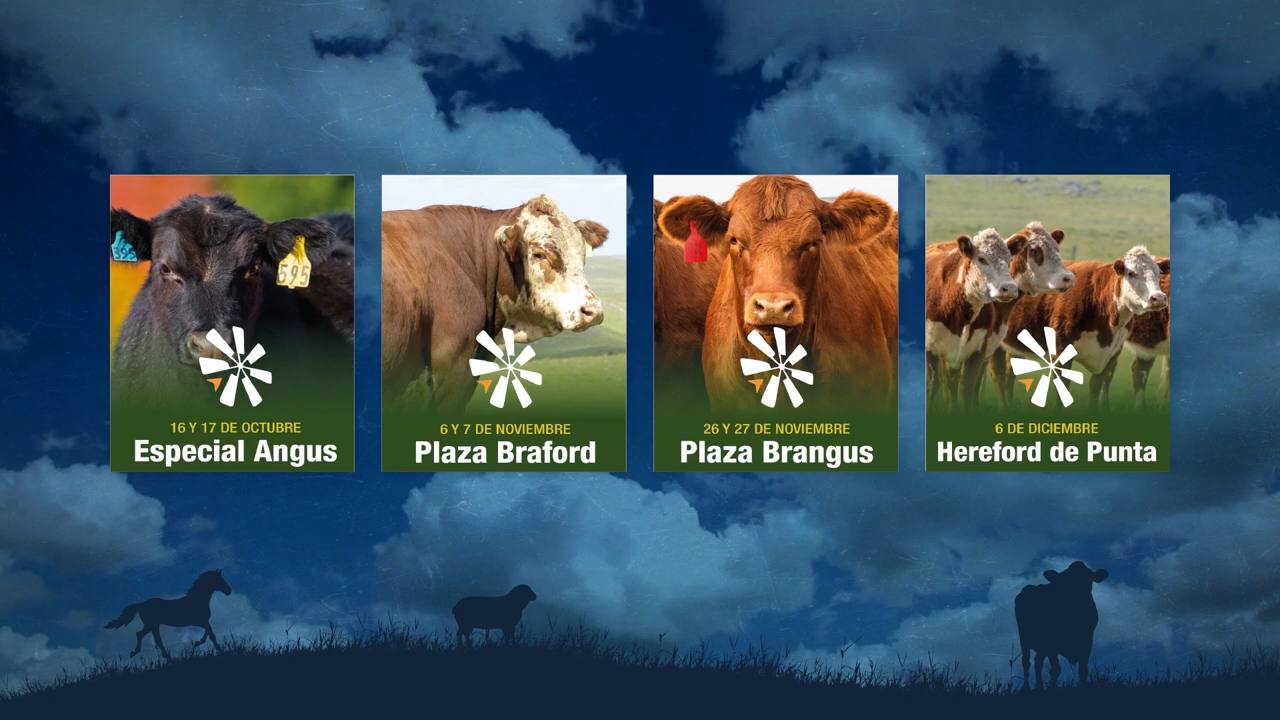 595
16 Y 17 DE OCTUBRE
Especial Angus
6 Y 7 DE NOVIEMBRE
Plaza Braford
26 Y 27 DE NOVIEMBRE
Plaza Brangus
6 DE DICIEMBRE
Hereford de Punta